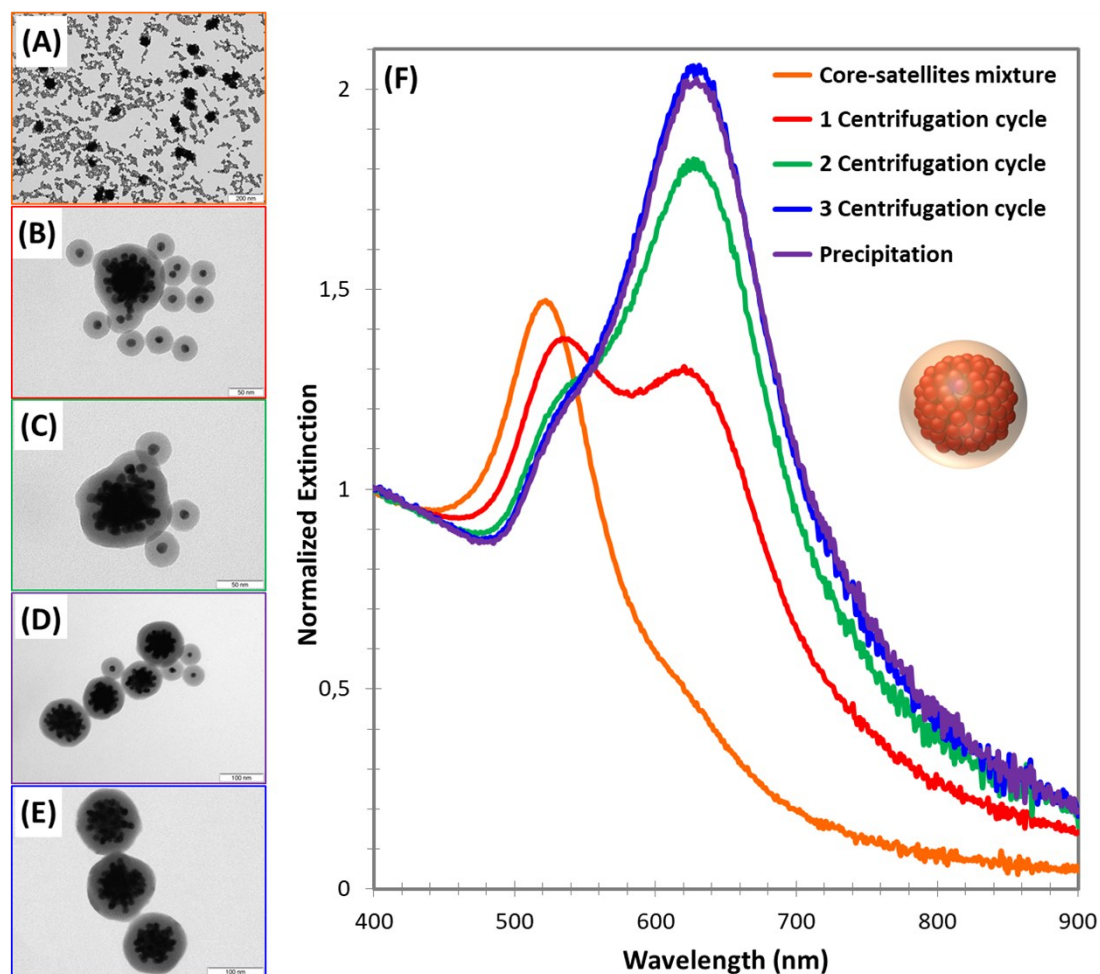 (A)
200 nm
(B)
50 nm
(C)
50 nm
(D)
100 nm
(E)
100 nm
(F)
Core-satellites mixture
1 Centrifugation cycle
2 Centrifugation cycle
3 Centrifugation cycle
Precipitation
Normalized Extinction
2
1,5
1
0,5
0
400
500
600
700
800
900
Wavelength (nm)